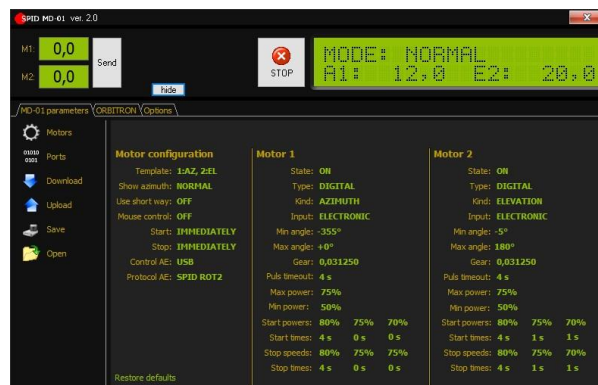 SPID MD-01 ver. 2.0
M1: 0,0
M2: 0,0
Send
hide
STOP
MODE: NORMAL
A1: 12,0 E2: 20,0
MD-01 parameters ORBITRON Options
Motors
01010 0101 Ports
Download
Upload
Save
Open
Motor configuration
Template: 1:AZ, 2:EL
Show azimuth: NORMAL
Use short way: OFF
Mouse control: OFF
Start: IMMEDIATELY
Stop: IMMEDIATELY
Control AE: USB
Protocol AE: SPID ROT2
Restore defaults
Motor 1
State: ON
Type: DIGITAL
Kind: AZIMUTH
Input: ELECTRONIC
Min angle: -355°
Max angle: +0°
Gear: 0,031250
Puls timeout: 4 s
Max power: 75%
Min power: 50%
Start powers: 80% 75% 70%
Start times: 4 s 0 s 0 s
Stop speeds: 80% 75% 75%
Stop times: 4 s 0 s 0 s
Motor 2
State: ON
Type: DIGITAL
Kind: ELEVATION
Input: ELECTRONIC
Min angle: -5°
Max angle: 180°
Gear: 0,031250
Puls timeout: 4 s
Max power: 75%
Min power: 50%
Start powers: 80% 75% 70%
Start times: 4 s 1 s 1 s
Stop speeds: 80% 75% 70%
Stop times: 4 s 1 s 1 s